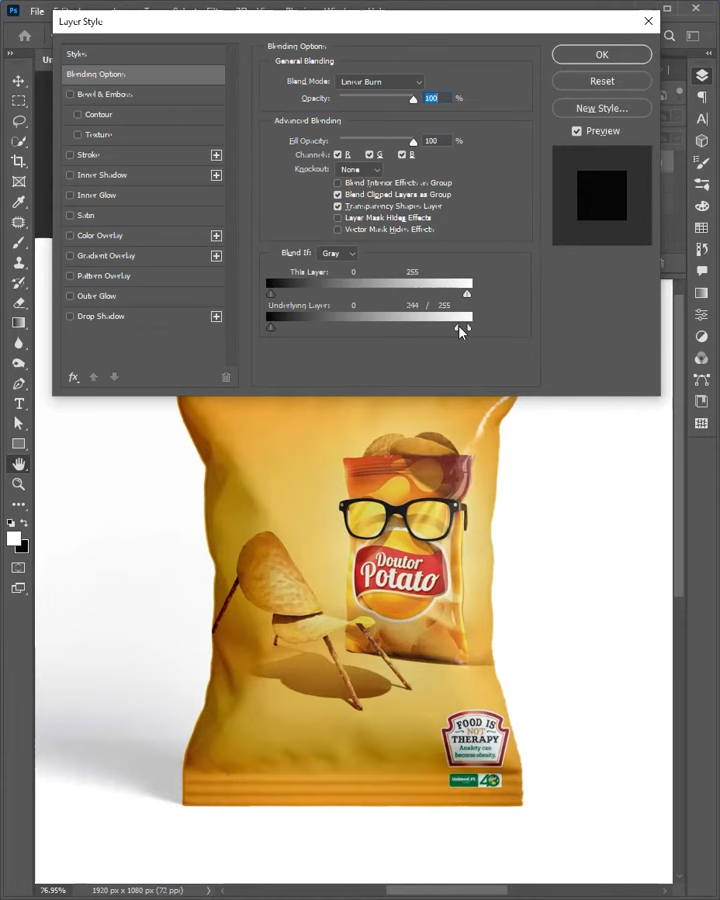 Ps File
Layer Style
Styles
Blending Options
Bevel & Emboss
Contour
Texture
Stroke
Inner Shadow
Inner Glow
Satin
Color Overlay
Gradient Overlay
Pattern Overlay
Outer Glow
Drop Shadow
fx
Blending Options
General Blending
Blend Mode: Linear Burn
Opacity: 100 %
Advanced Blending
Fill Opacity: 100 %
Channels: R G B
Knockout: None
Blend Interior Effects as Group
Blend Clipped Layers as Group
Transparency Shapes Layer
Layer Mask Hides Effects
Vector Mask Hides Effects
Blend If: Gray
This Layer: 0 255
Underlying Layer: 0 244 / 255
OK
Reset
New Style...
Preview
Doutor
Potato
FOOD IS
NOT
THERAPY
Anxiety can
become obesity.
76.95% 1920 px x 1080 px (72 ppi)